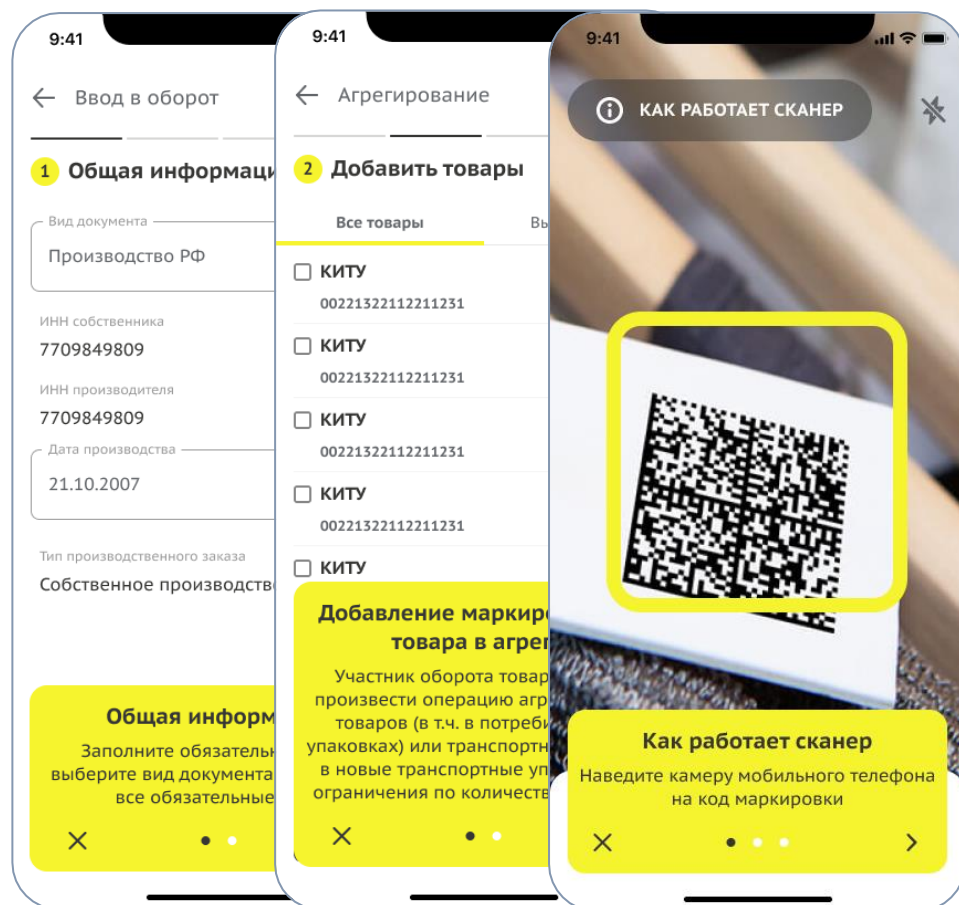 9:41
Ввод в оборот
1 Общая информаци
Вид документа
Производство РФ
ИНН собственника
7709849809
ИНН производителя
7709849809
Дата производства
21.10.2007
Тип производственного заказа
Собственное производств
Общая информ
Заполните обязательн
выберите вид документа
все обязательные
9:41
Агрегирование
2 Добавить товары
Все товары Вы
КИТУ
00221322112211231
КИТУ
00221322112211231
КИТУ
00221322112211231
КИТУ
00221322112211231
КИТУ
Добавление маркиро
товара в агрег
Участник оборота товар
произвести операцию агр
товаров (в т.ч. в потреби
упаковках) или транспортн
в новые транспортные уп
ограничения по количеств
9:41
КАК РАБОТАЕТ СКАНЕР
Как работает сканер
Наведите камеру мобильного телефона
на код маркировки